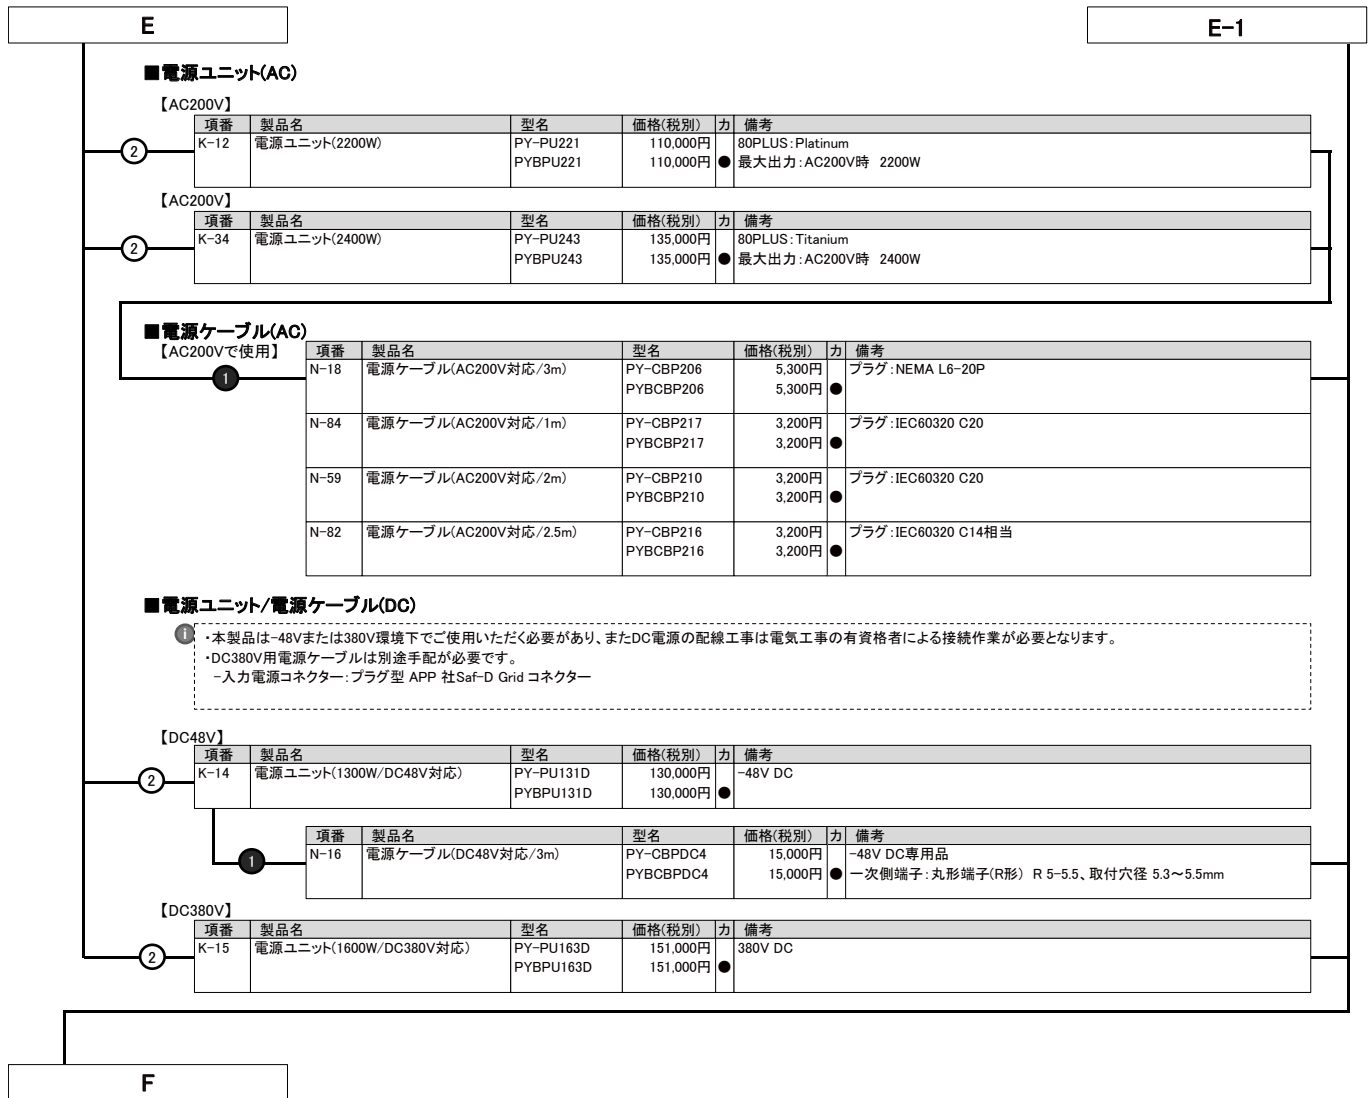 E
E-1
■電源ユニット(AC)
【AC200V】
項番 製品名 型名 価格(税別) カ 備考
② K-12 電源ユニット(2200W) PY-PU221 110,000円 80PLUS:Platinum
PYBPU221 110,000円 ● 最大出力:AC200V時 2200W
【AC200V】
項番 製品名 型名 価格(税別) カ 備考
② K-34 電源ユニット(2400W) PY-PU243 135,000円 80PLUS:Titanium
PYBPU243 135,000円 ● 最大出力:AC200V時 2400W
■電源ケーブル(AC)
【AC200Vで使用】 項番 製品名 型名 価格(税別) カ 備考
❶ N-18 電源ケーブル(AC200V対応/3m) PY-CBP206 5,300円 プラグ:NEMA L6-20P
PYBCBP206 5,300円 ●
N-84 電源ケーブル(AC200V対応/1m) PY-CBP217 3,200円 プラグ:IEC60320 C20
PYBCBP217 3,200円 ●
N-59 電源ケーブル(AC200V対応/2m) PY-CBP210 3,200円 プラグ:IEC60320 C20
PYBCBP210 3,200円 ●
N-82 電源ケーブル(AC200V対応/2.5m) PY-CBP216 3,200円 プラグ:IEC60320 C14相当
PYBCBP216 3,200円 ●
■電源ユニット/電源ケーブル(DC)
i ・本製品は-48Vまたは380V環境下でご使用いただく必要があり、またDC電源の配線工事は電気工事の有資格者による接続作業が必要となります。
・DC380V用電源ケーブルは別途手配が必要です。
-入力電源コネクター:プラグ型 APP 社Saf-D Grid コネクター
【DC48V】
項番 製品名 型名 価格(税別) カ 備考
② K-14 電源ユニット(1300W/DC48V対応) PY-PU131D 130,000円 -48V DC
PYBPU131D 130,000円 ●
項番 製品名 型名 価格(税別) カ 備考
❶ N-16 電源ケーブル(DC48V対応/3m) PY-CBPDC4 15,000円 -48V DC専用品
PYBCBPDC4 15,000円 ● 一次側端子:丸形端子(R形) R 5-5.5、取付穴径 5.3~5.5mm
【DC380V】
項番 製品名 型名 価格(税別) カ 備考
② K-15 電源ユニット(1600W/DC380V対応) PY-PU163D 151,000円 380V DC
PYBPU163D 151,000円 ●
F